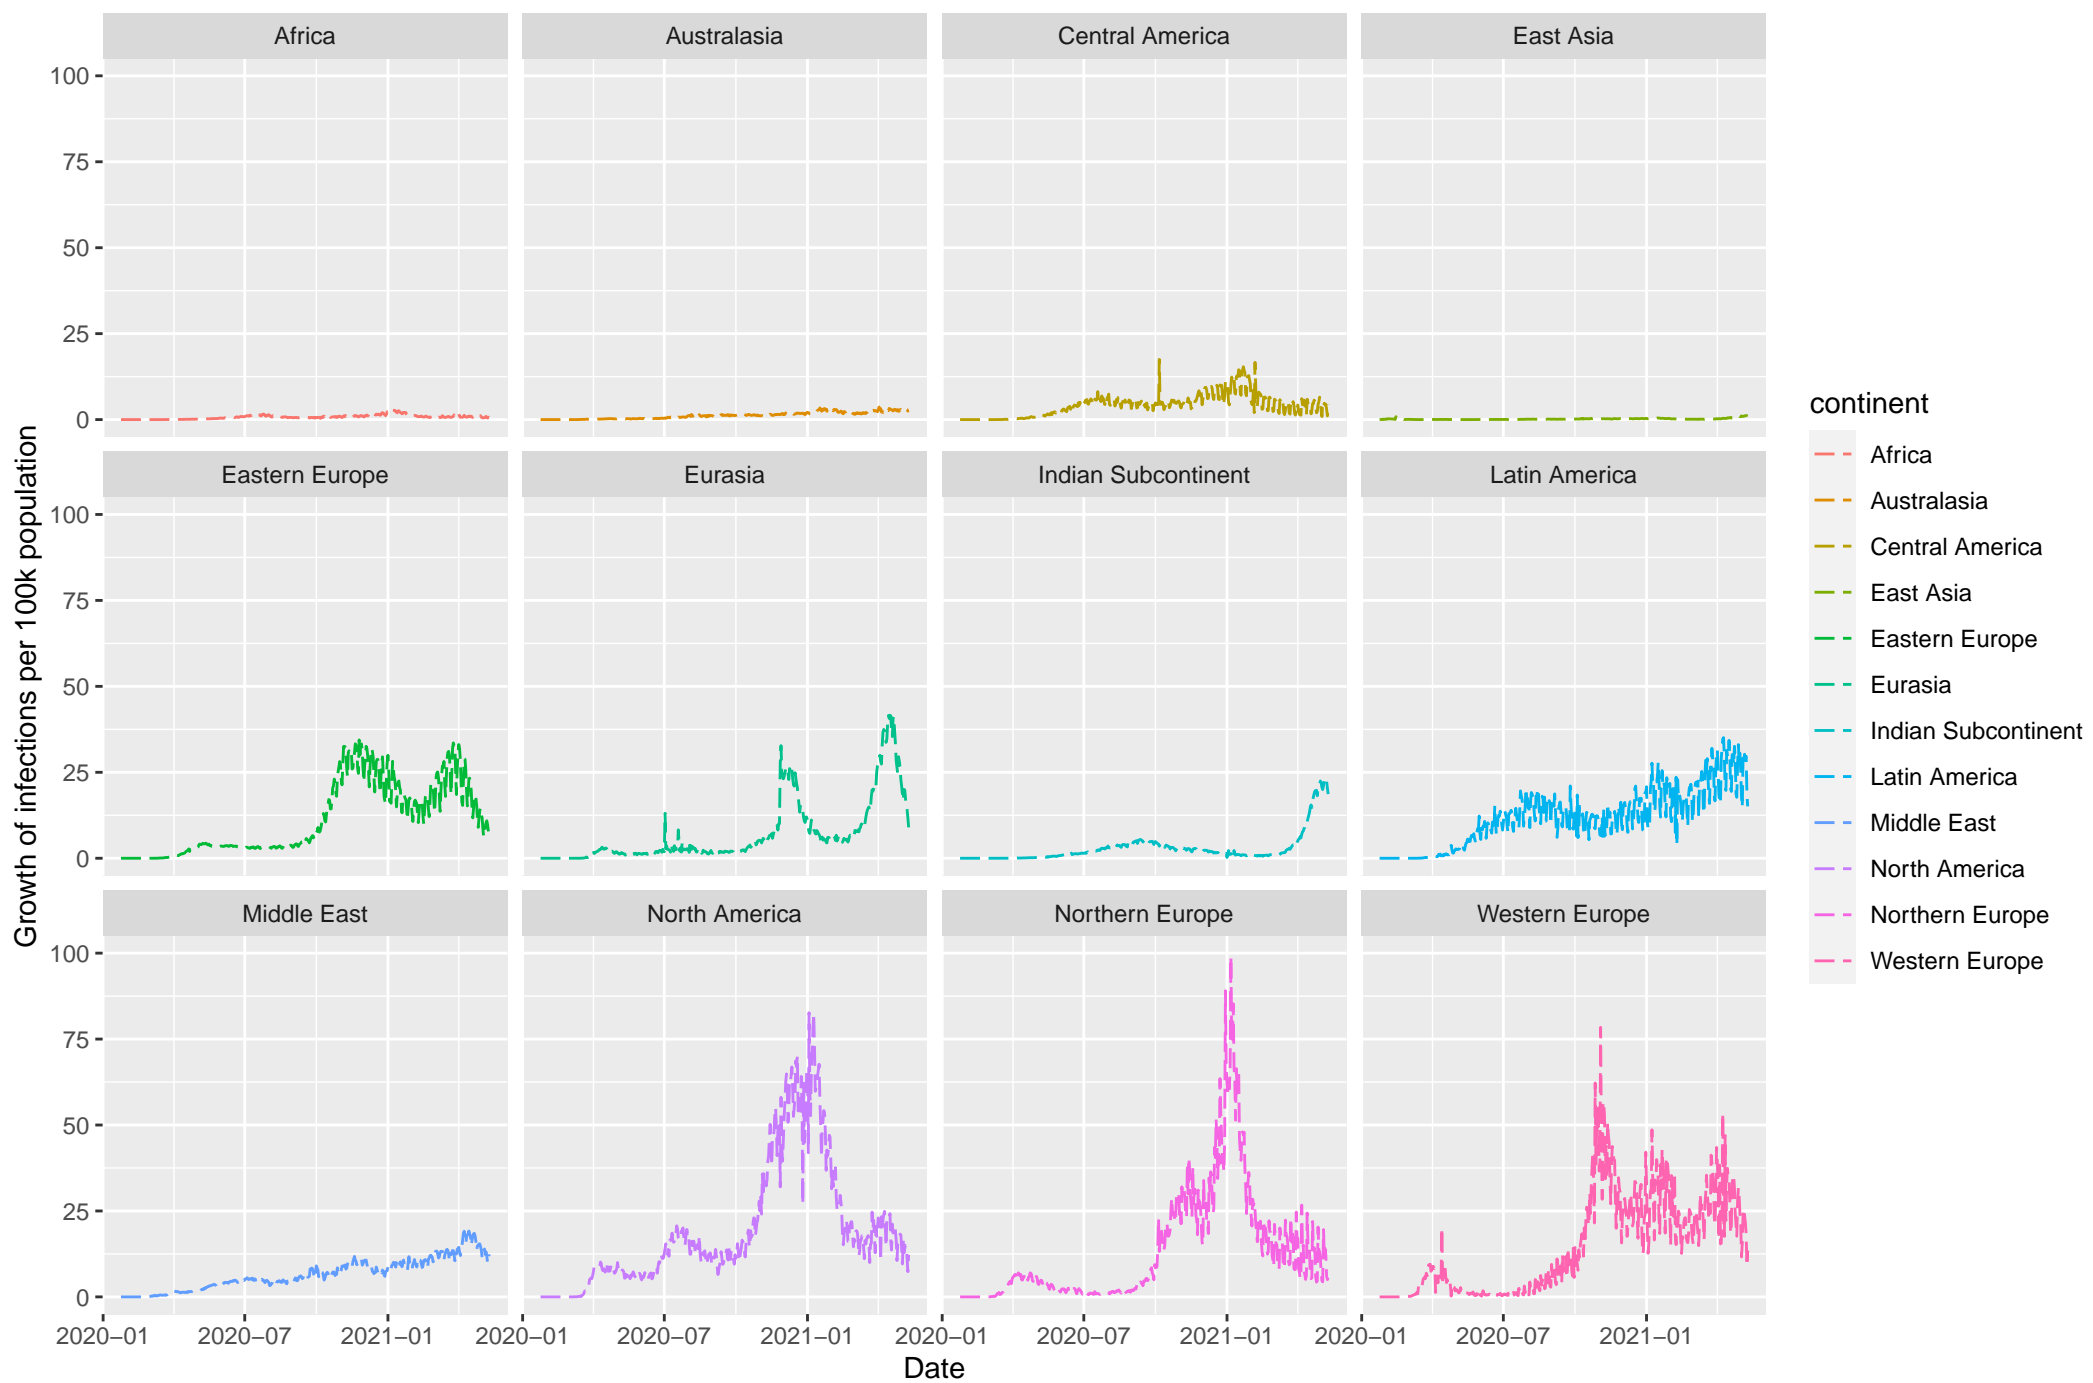 Africa
Australasia
Central America
East Asia
100
75
50
25
0
Eastern Europe
Eurasia
Indian Subcontinent
Latin America
100
75
50
25
0
Middle East
North America
Northern Europe
Western Europe
100
75
50
25
0
2020–01 2020–07 2021–01 2020–01 2020–07 2021–01 2020–01 2020–07 2021–01 2020–01 2020–07 2021–01
Date
Growth of infections per 100k population
continent
Africa
Australasia
Central America
East Asia
Eastern Europe
Eurasia
Indian Subcontinent
Latin America
Middle East
North America
Northern Europe
Western Europe